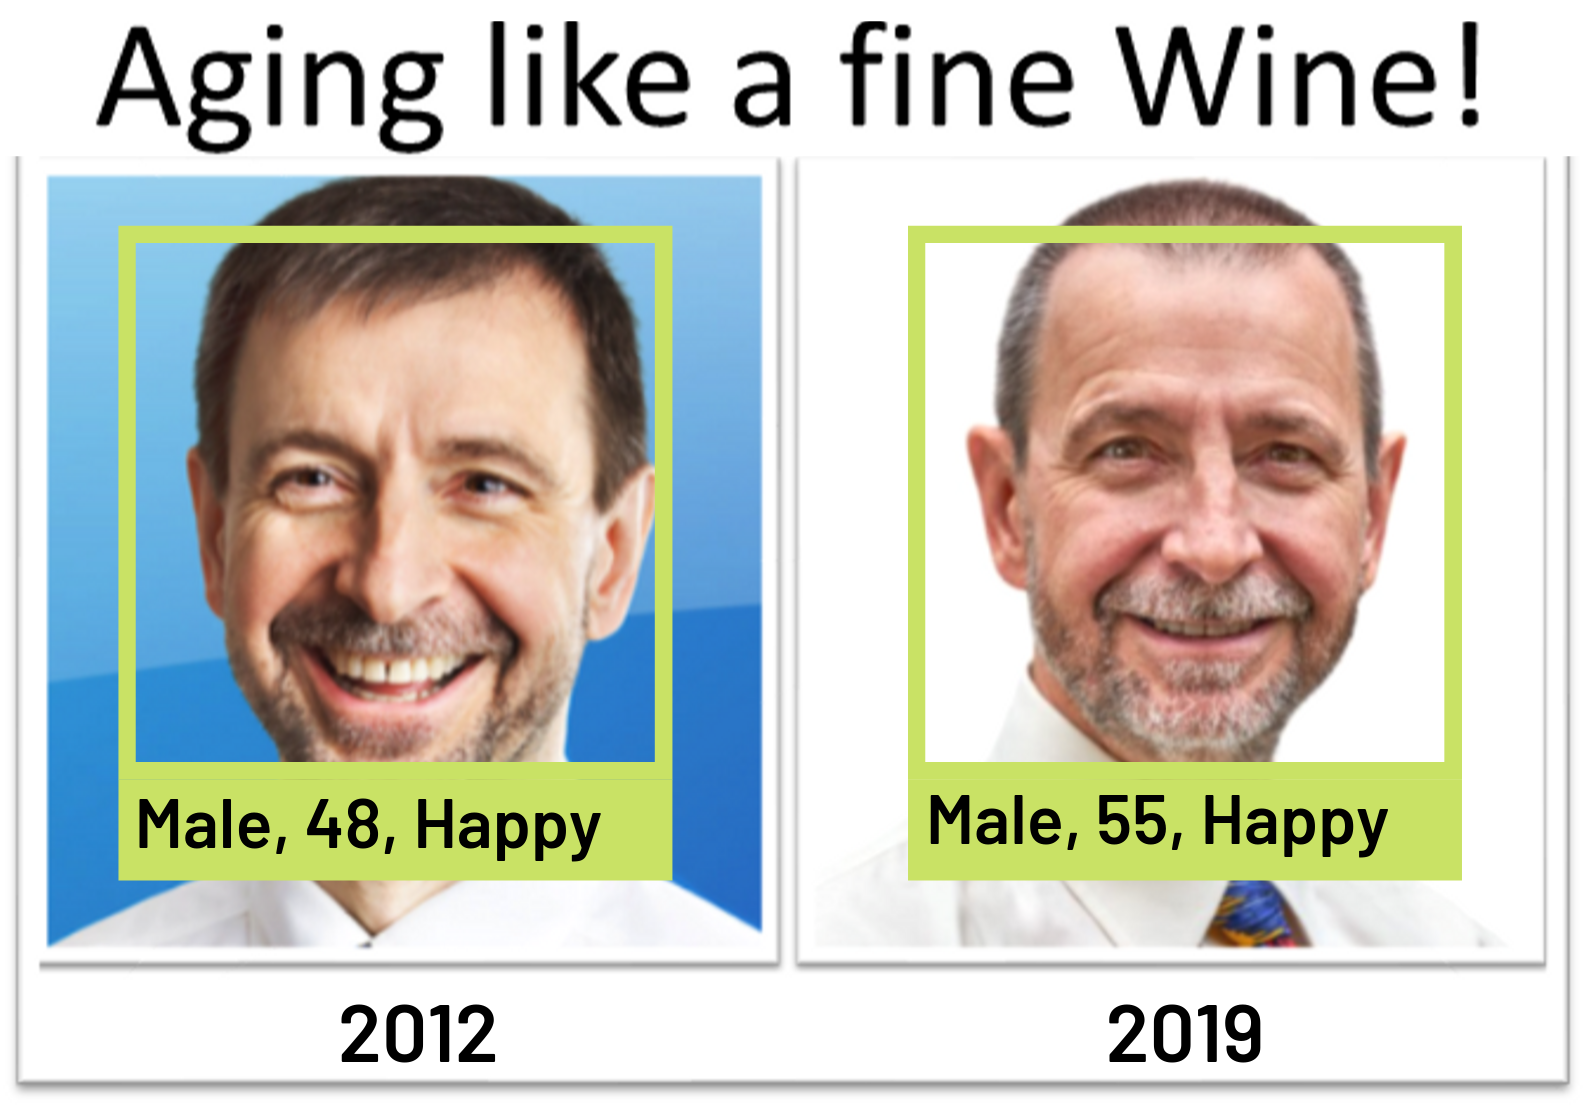 Aging like a fine Wine!
Male, 48, Happy
Male, 55, Happy
2012
2019